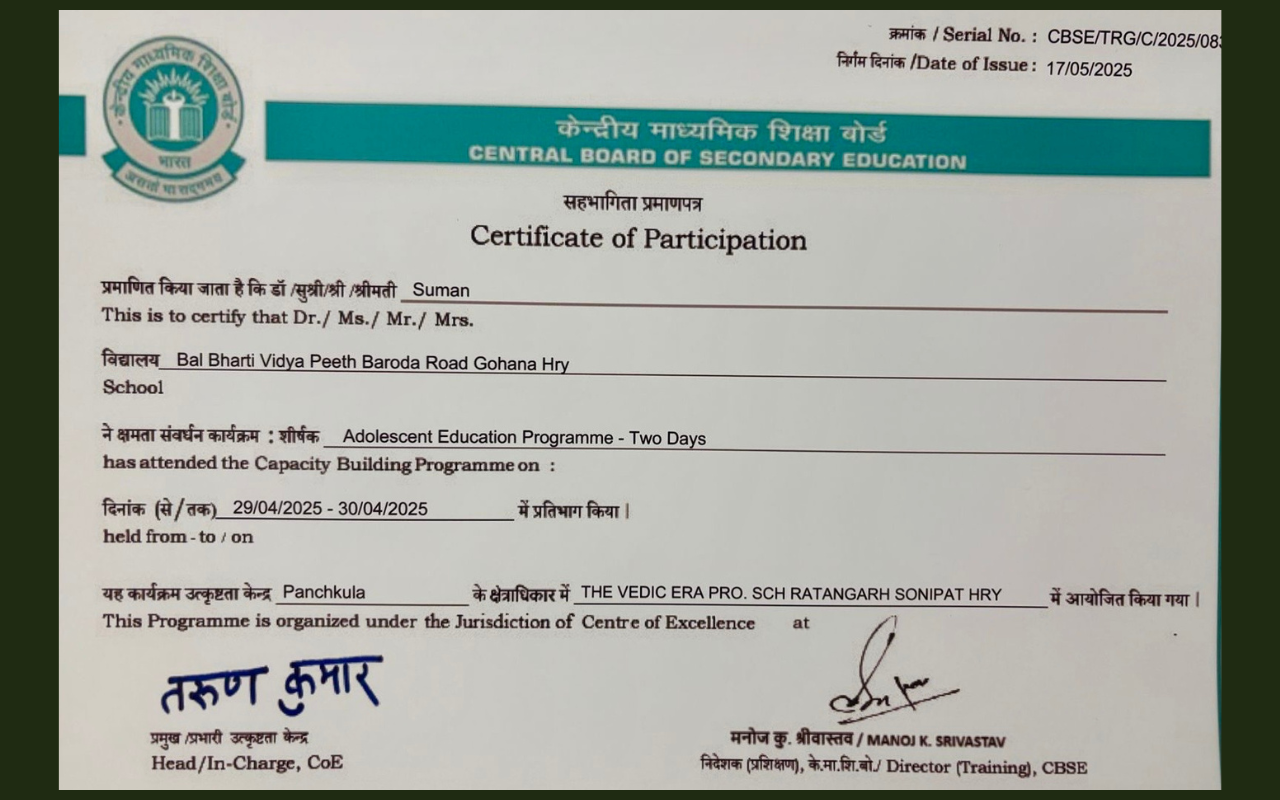 क्रमांक / Serial No. : CBSE/TRG/C/2025/083
निर्गम दिनांक /Date of Issue : 17/05/2025
केन्द्रीय माध्यमिक शिक्षा बोर्ड
भारत
असतो मा सद्गमय
केन्द्रीय माध्यमिक शिक्षा बोर्ड
CENTRAL BOARD OF SECONDARY EDUCATION
सहभागिता प्रमाणपत्र
Certificate of Participation
प्रमाणित किया जाता है कि डॉ /सुश्री/श्री /श्रीमती Suman
This is to certify that Dr./ Ms./ Mr./ Mrs.
विद्यालय Bal Bharti Vidya Peeth Baroda Road Gohana Hry
School
ने क्षमता संवर्धन कार्यक्रम : शीर्षक Adolescent Education Programme - Two Days
has attended the Capacity Building Programme on :
दिनांक (से/तक) 29/04/2025 - 30/04/2025 में प्रतिभाग किया |
held from - to / on
यह कार्यक्रम उत्कृष्टता केन्द्र Panchkula के क्षेत्राधिकार में THE VEDIC ERA PRO. SCH RATANGARH SONIPAT HRY में आयोजित किया गया |
This Programme is organized under the Jurisdiction of Centre of Excellence at
तरुण कुमार
प्रमुख /प्रभारी उत्कृष्टता केन्द्र
Head/In-Charge, CoE
मनोज कु. श्रीवास्तव / MANOJ K. SRIVASTAV
निदेशक (प्रशिक्षण), के.मा.शि.बो./ Director (Training), CBSE